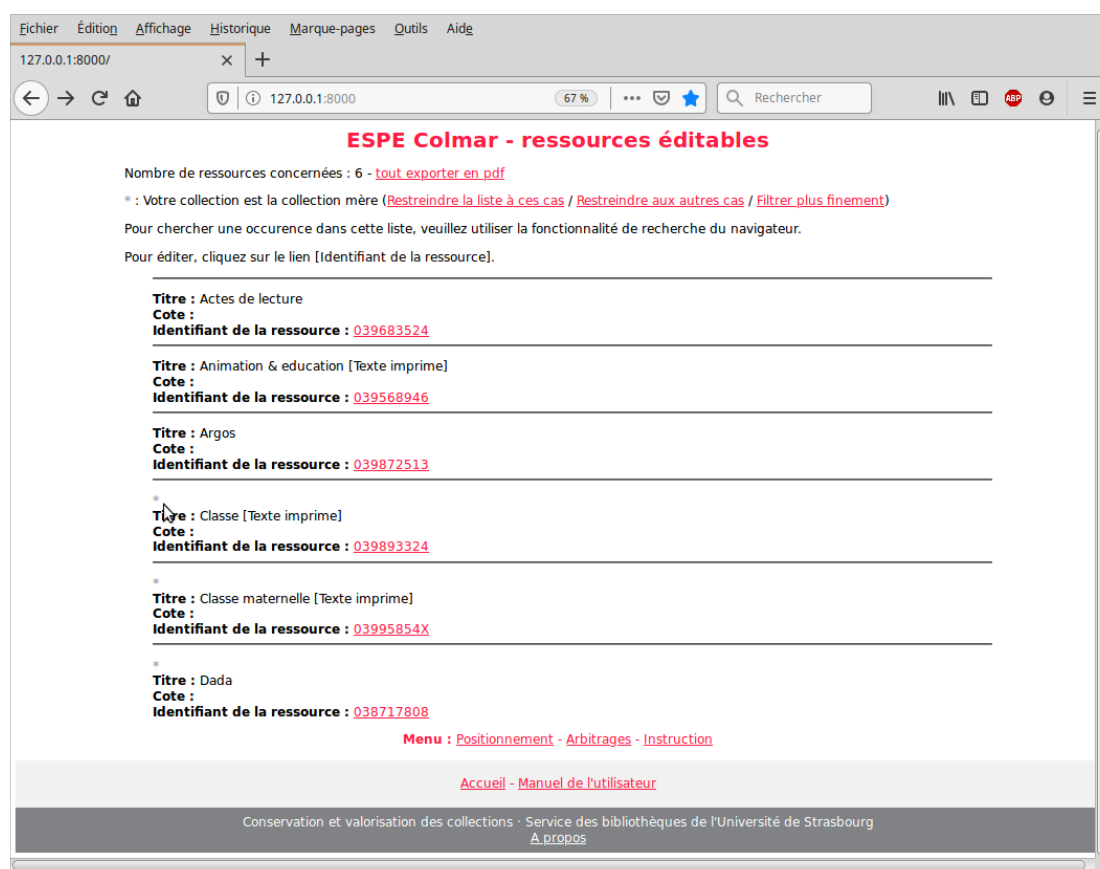 Fichier Édition Affichage Historique Marque-pages Outils Aide
127.0.0.1:8000/
127.0.0.1:8000 67 % Rechercher ABP
ESPE Colmar - ressources éditables
Nombre de ressources concernées : 6 - tout exporter en pdf
* : Votre collection est la collection mère (Restreindre la liste à ces cas / Restreindre aux autres cas / Filtrer plus finement)
Pour chercher une occurence dans cette liste, veuillez utiliser la fonctionnalité de recherche du navigateur.
Pour éditer, cliquez sur le lien [Identifiant de la ressource].
Titre : Actes de lecture
Cote :
Identifiant de la ressource : 039683524
Titre : Animation & education [Texte imprime]
Cote :
Identifiant de la ressource : 039568946
Titre : Argos
Cote :
Identifiant de la ressource : 039872513
*
Titre : Classe [Texte imprime]
Cote :
Identifiant de la ressource : 039893324
*
Titre : Classe maternelle [Texte imprime]
Cote :
Identifiant de la ressource : 03995854X
*
Titre : Dada
Cote :
Identifiant de la ressource : 038717808
Menu : Positionnement - Arbitrages - Instruction
Accueil - Manuel de l'utilisateur
Conservation et valorisation des collections · Service des bibliothèques de l'Université de Strasbourg
A propos